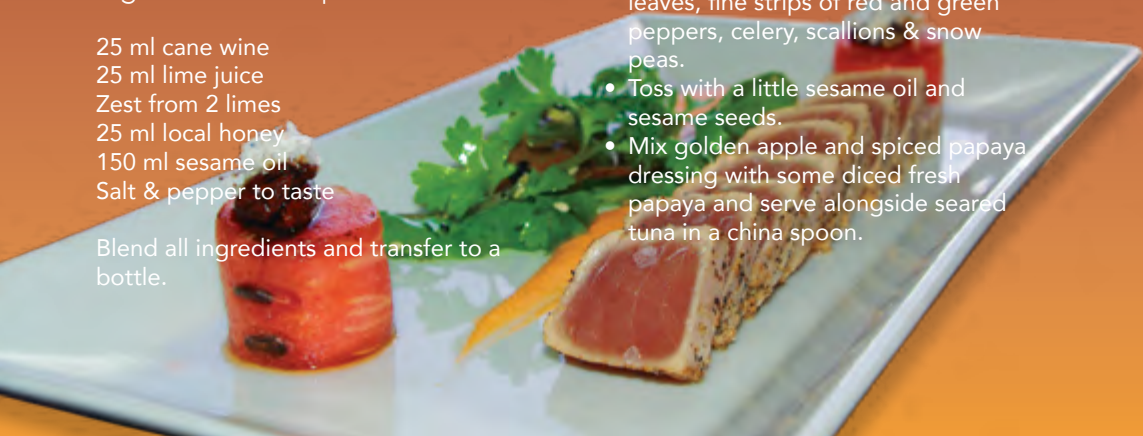 25 ml cane wine
25 ml lime juice
Zest from 2 limes
25 ml local honey
150 ml sesame oil
Salt & pepper to taste
Blend all ingredients and transfer to a
bottle.
leaves, fine strips of red and green
peppers, celery, scallions & snow
peas.
• Toss with a little sesame oil and
sesame seeds.
• Mix golden apple and spiced papaya
dressing with some diced fresh
papaya and serve alongside seared
tuna in a china spoon.